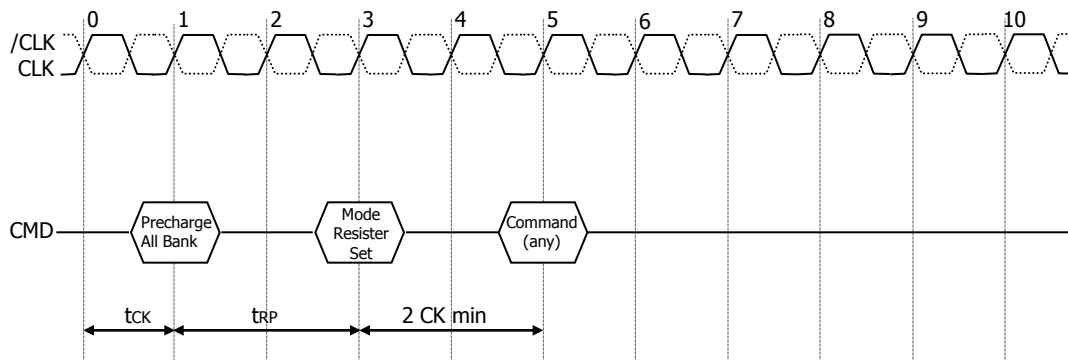 0 1 2 3 4 5 6 7 8 9 10
/CLK
CLK
CMD
Precharge
All Bank
Mode
Resister
Set
Command
(any)
tCK tRP 2 CK min